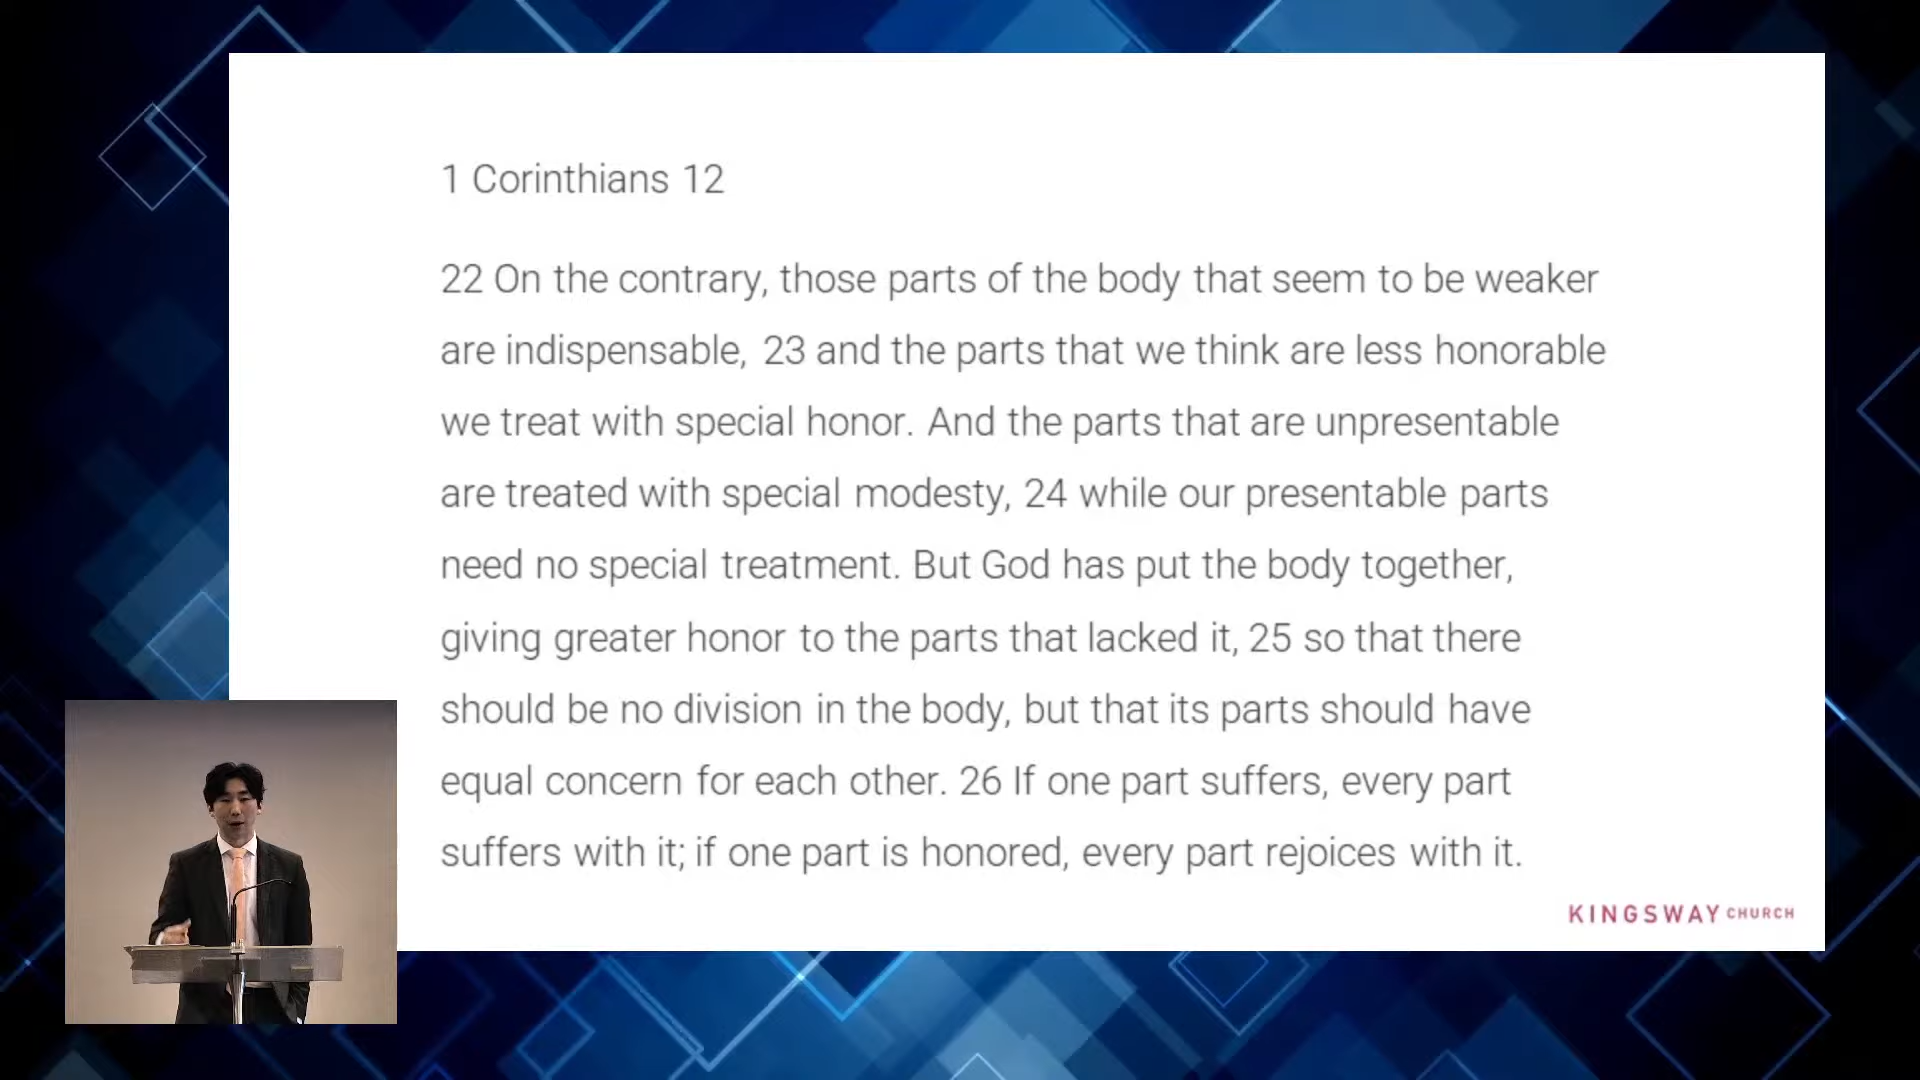 1 Corinthians 12
22 On the contrary, those parts of the body that seem to be weaker
are indispensable, 23 and the parts that we think are less honorable
we treat with special honor. And the parts that are unpresentable
are treated with special modesty, 24 while our presentable parts
need no special treatment. But God has put the body together,
giving greater honor to the parts that lacked it, 25 so that there
should be no division in the body, but that its parts should have
equal concern for each other. 26 If one part suffers, every part
suffers with it; if one part is honored, every part rejoices with it.
KINGSWAY CHURCH